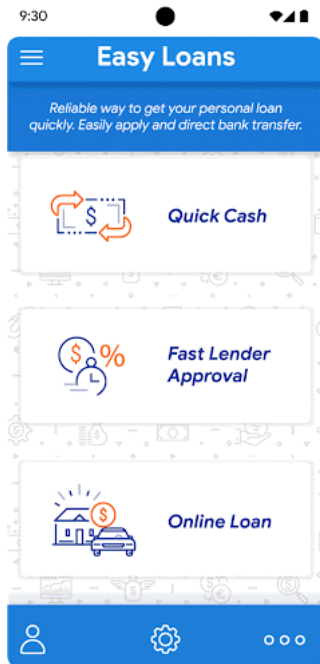 9:30
Easy Loans
Reliable way to get your personal loan
quickly. Easily apply and direct bank transfer.
$
Quick Cash
$ %
Fast Lender
Approval
$
Online Loan